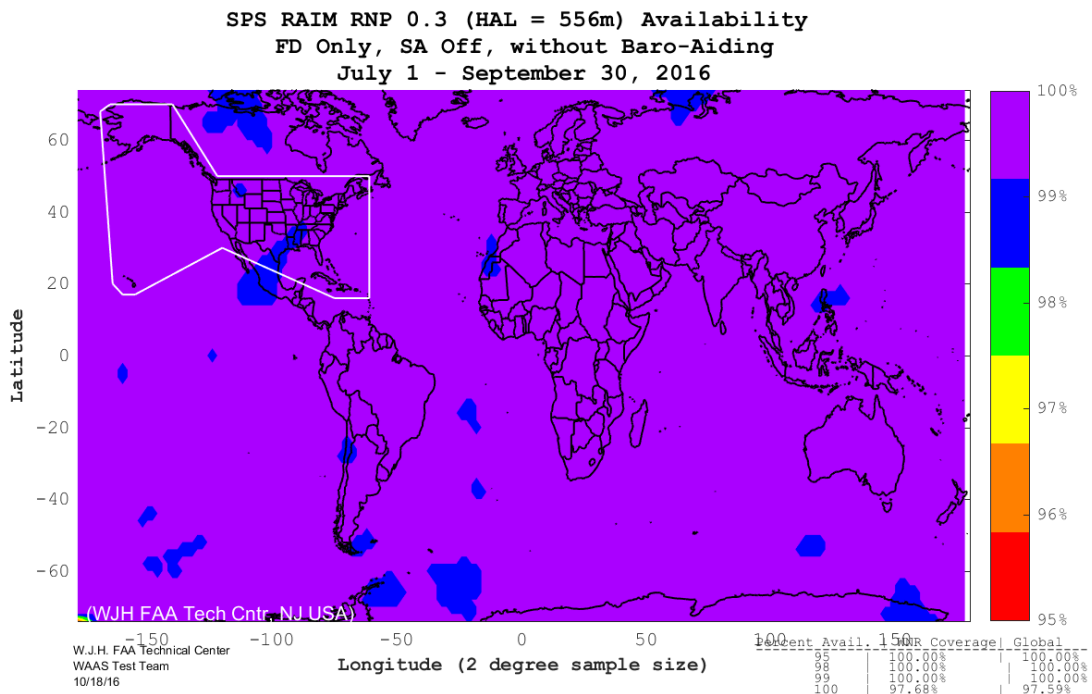 SPS RAIM RNP 0.3 (HAL = 556m) Availability
FD Only, SA Off, without Baro-Aiding
July 1 - September 30, 2016
100%
99%
98%
97%
96%
95%
Latitude
60
40
20
0
-20
-40
-60
(WJH FAA Tech Cntr, NJ USA)
-150
-100
-50
0
50
100
150
Longitude (2 degree sample size)
W.J.H. FAA Technical Center
WAAS Test Team
10/18/16
Percent Avail. | WNR Coverage| Global
95 | 100.00% | 100.00%
98 | 100.00% | 100.00%
99 | 100.00% | 100.00%
100 | 97.68% | 97.59%